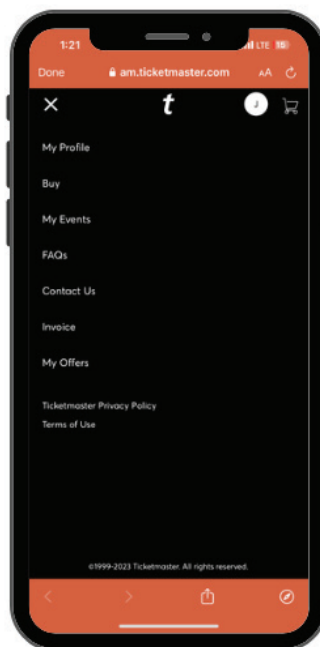 1:21 LTE
Done am.ticketmaster.com AA
t J
My Profile
Buy
My Events
FAQs
Contact Us
Invoice
My Offers
Ticketmaster Privacy Policy
Terms of Use
©1999-2023 Ticketmaster. All rights reserved.